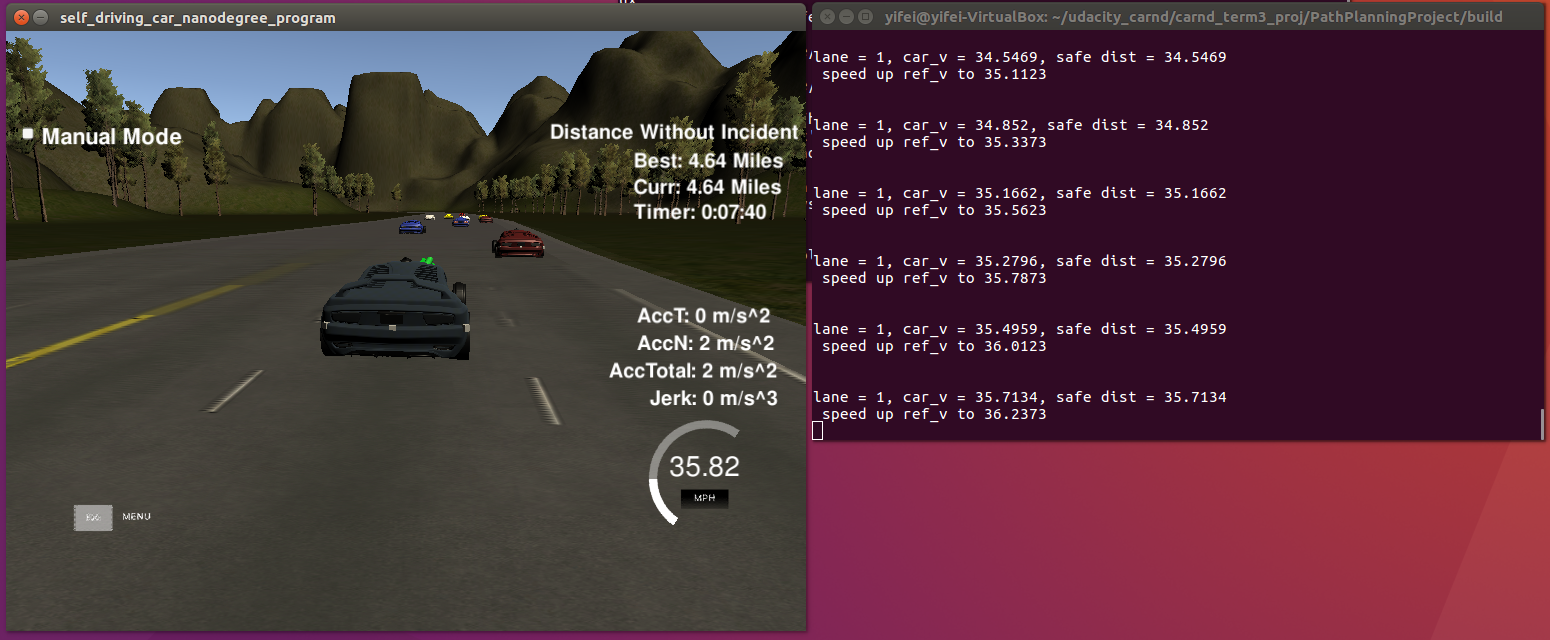 self_driving_car_nanodegree_program
Manual Mode
Distance Without Incident
Best: 4.64 Miles
Curr: 4.64 Miles
Timer: 0:07:40
AccT: 0 m/s^2
AccN: 2 m/s^2
AccTotal: 2 m/s^2
Jerk: 0 m/s^3
35.82
MPH
MENU
yifei@yifei-VirtualBox: ~/udacity_carnd/carnd_term3_proj/PathPlanningProject/build
lane = 1, car_v = 34.5469, safe dist = 34.5469
speed up ref_v to 35.1123
lane = 1, car_v = 34.852, safe dist = 34.852
speed up ref_v to 35.3373
lane = 1, car_v = 35.1662, safe dist = 35.1662
speed up ref_v to 35.5623
lane = 1, car_v = 35.2796, safe dist = 35.2796
speed up ref_v to 35.7873
lane = 1, car_v = 35.4959, safe dist = 35.4959
speed up ref_v to 36.0123
lane = 1, car_v = 35.7134, safe dist = 35.7134
speed up ref_v to 36.2373